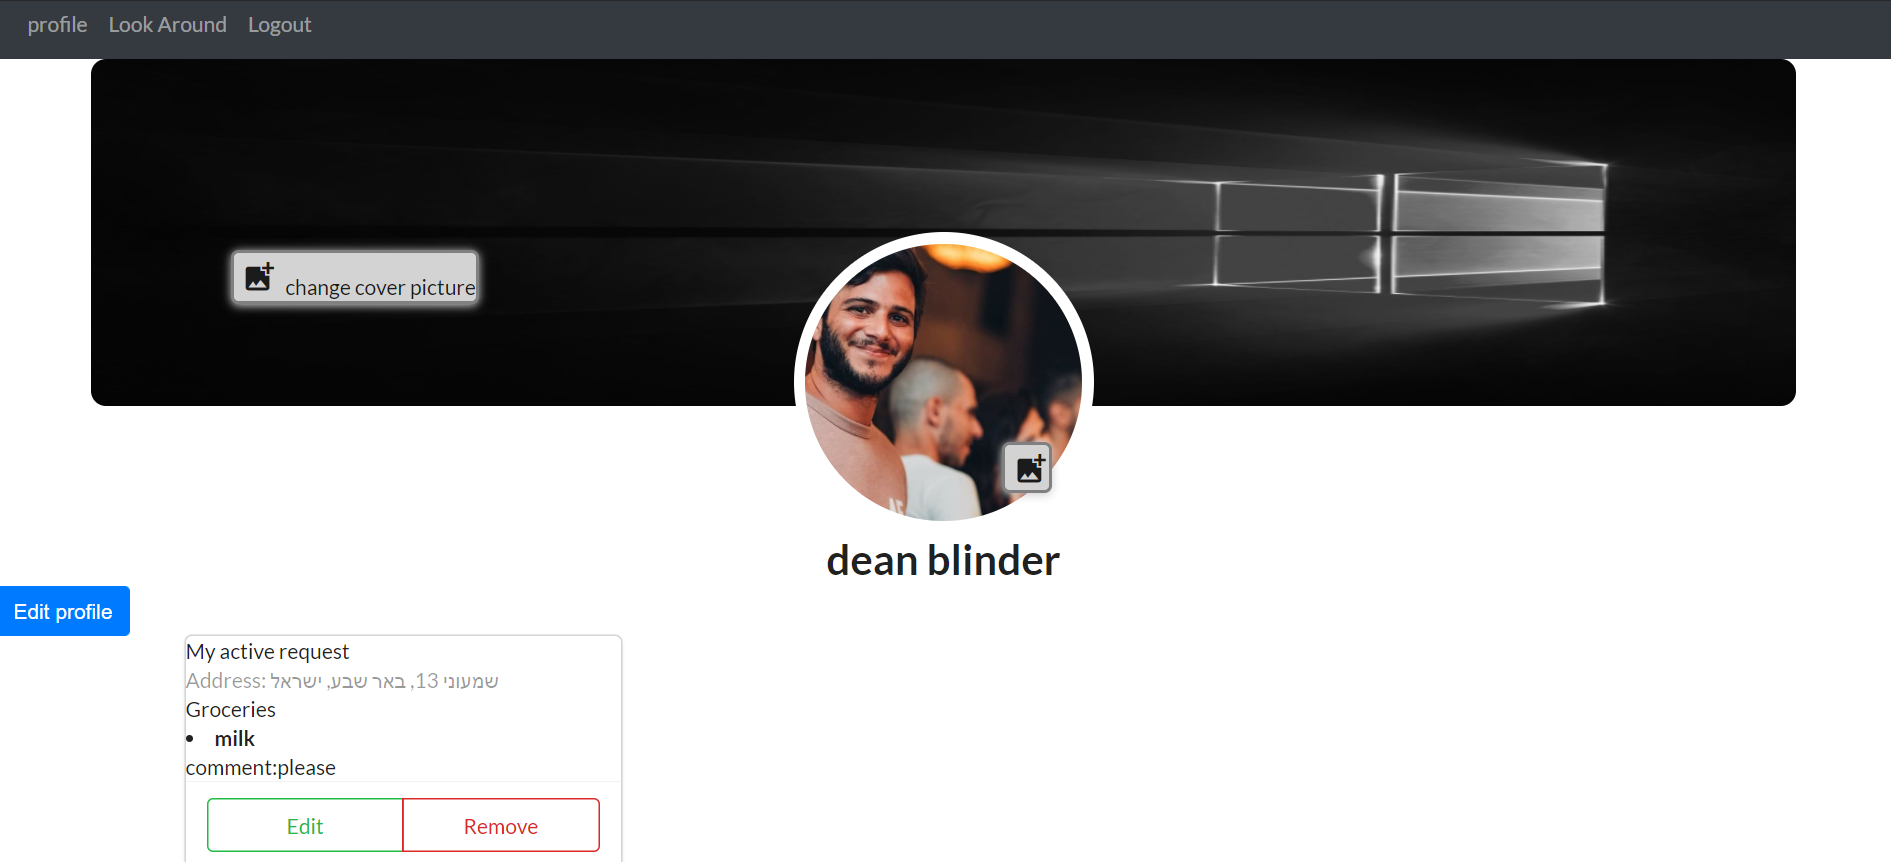 profile Look Around Logout
change cover picture
dean blinder
Edit profile
My active request
Address: שמעוני 13, באר שבע, ישראל
Groceries
• milk
comment:please
Edit Remove